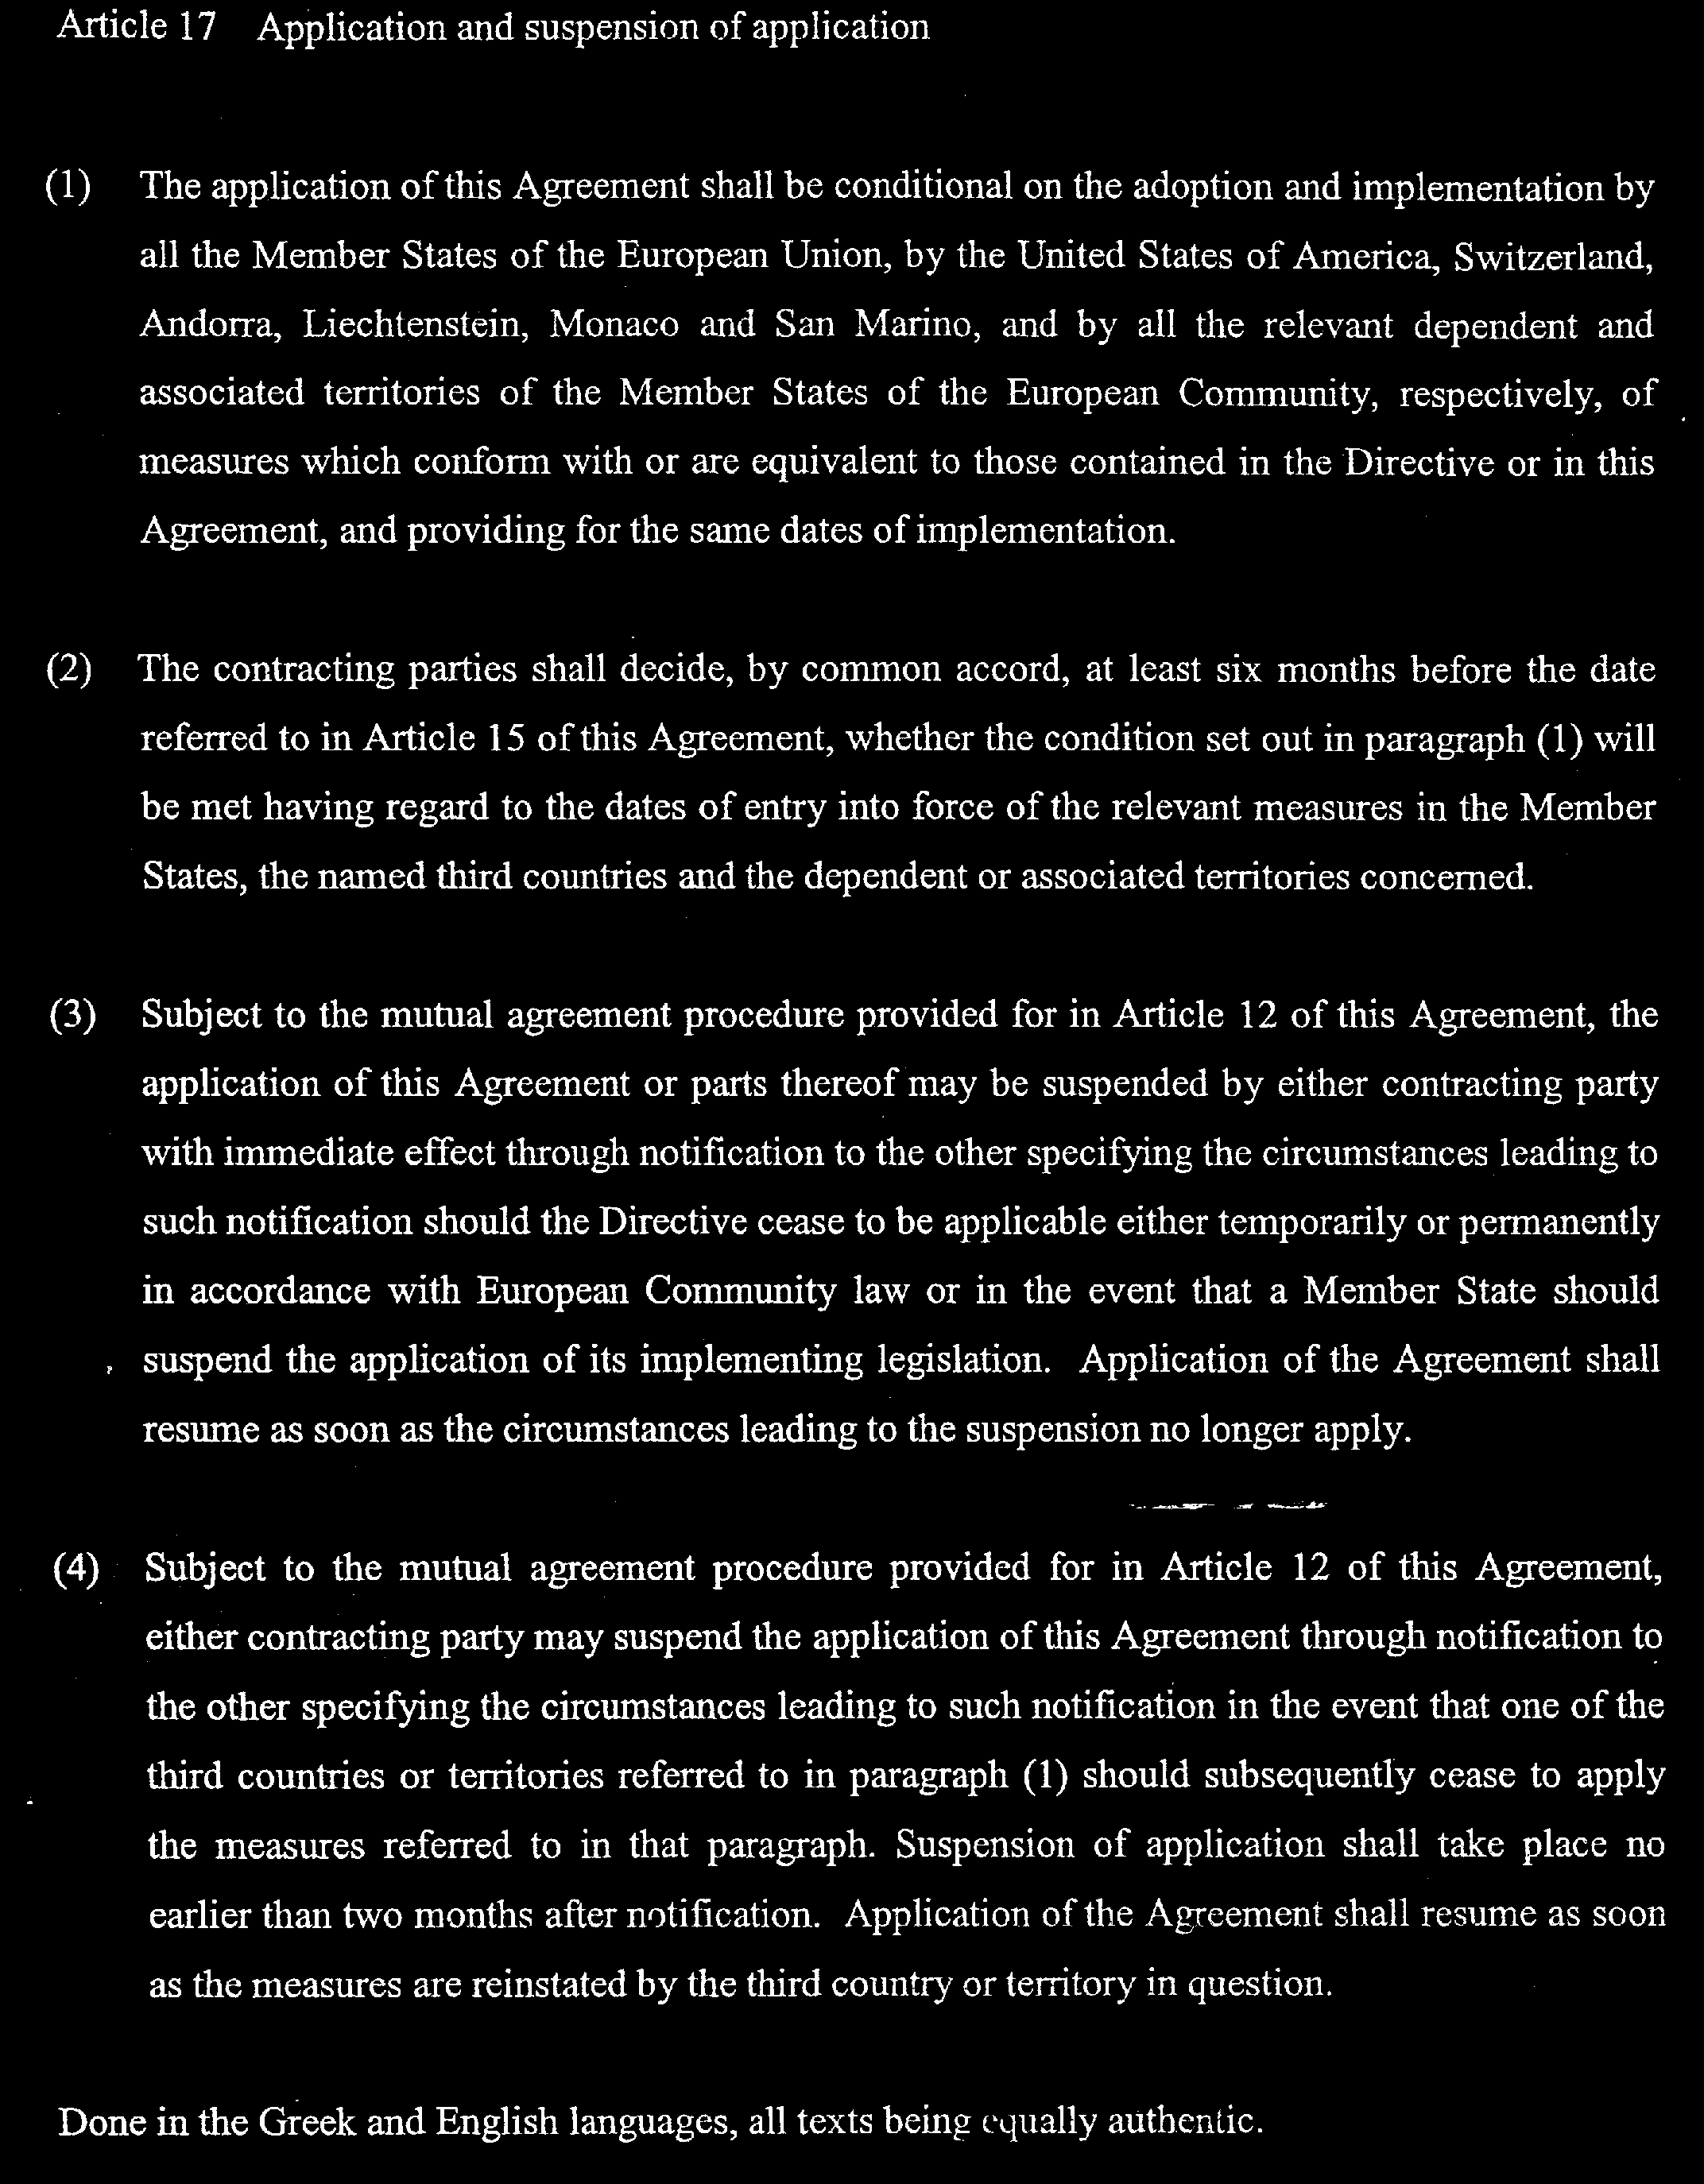 Article 17 Application and suspension of application
(1) The application of this Agreement shall be conditional on the adoption and implementation by
all the Member States of the European Union, by the United States of America, Switzerland,
Andorra, Liechtenstein, Monaco and San Marino, and by all the relevant dependent and
associated territories of the Member States of the European Community, respectively, of
measures which conform with or are equivalent to those contained in the Directive or in this
Agreement, and providing for the same dates of implementation.
(2) The contracting parties shall decide, by common accord, at least six months before the date
referred to in Article 15 of this Agreement, whether the condition set out in paragraph (1) will
be met having regard to the dates of entry into force of the relevant measures in the Member
States, the named third countries and the dependent or associated territories concerned.
(3) Subject to the mutual agreement procedure provided for in Article 12 of this Agreement, the
application of this Agreement or parts thereof may be suspended by either contracting party
with immediate effect through notification to the other specifying the circumstances leading to
such notification should the Directive cease to be applicable either temporarily or permanently
in accordance with European Community law or in the event that a Member State should
suspend the application of its implementing legislation. Application of the Agreement shall
resume as soon as the circumstances leading to the suspension no longer apply.
(4) Subject to the mutual agreement procedure provided for in Article 12 of this Agreement,
either contracting party may suspend the application of this Agreement through notification to
the other specifying the circumstances leading to such notification in the event that one of the
third countries or territories referred to in paragraph (1) should subsequently cease to apply
the measures referred to in that paragraph. Suspension of application shall take place no
earlier than two months after notification. Application of the Agreement shall resume as soon
as the measures are reinstated by the third country or territory in question.
Done in the Greek and English languages, all texts being equally authentic.